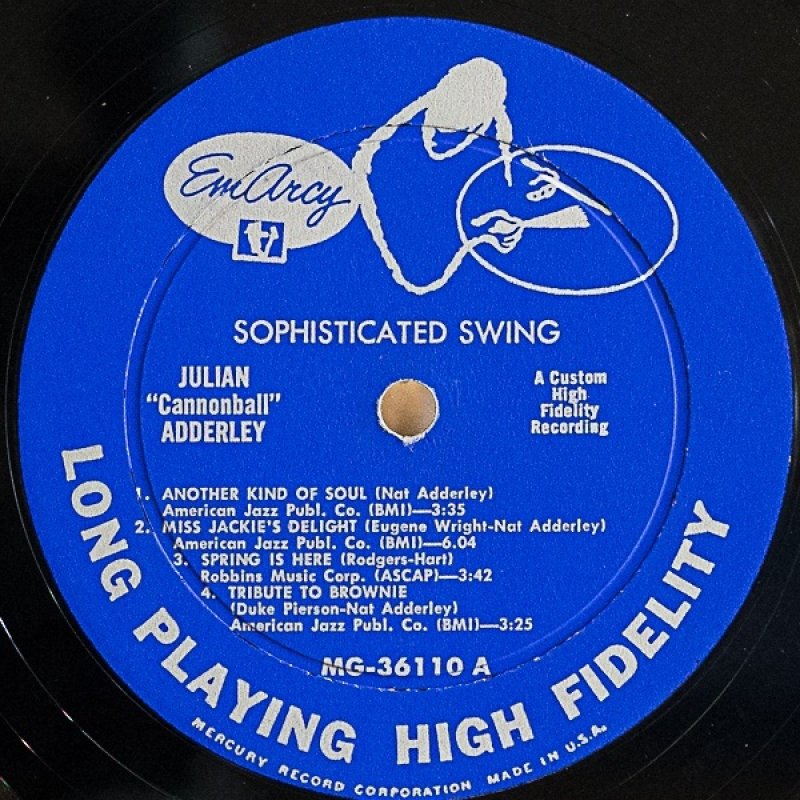 EmArcy
SOPHISTICATED SWING
JULIAN
"Cannonball"
ADDERLEY
A Custom
High
Fidelity
Recording
1. ANOTHER KIND OF SOUL (Nat Adderley)
American Jazz Publ. Co. (BMI)—3:35
2. MISS JACKIE'S DELIGHT (Eugene Wright-Nat Adderley)
American Jazz Publ. Co. (BMI)—6.04
3. SPRING IS HERE (Rodgers-Hart)
Robbins Music Corp. (ASCAP)—3:42
4. TRIBUTE TO BROWNIE
(Duke Pierson-Nat Adderley)
American Jazz Publ. Co. (BMI)—3:25
MG-36110 A
LONG PLAYING HIGH FIDELITY
MERCURY RECORD CORPORATION MADE IN U.S.A.